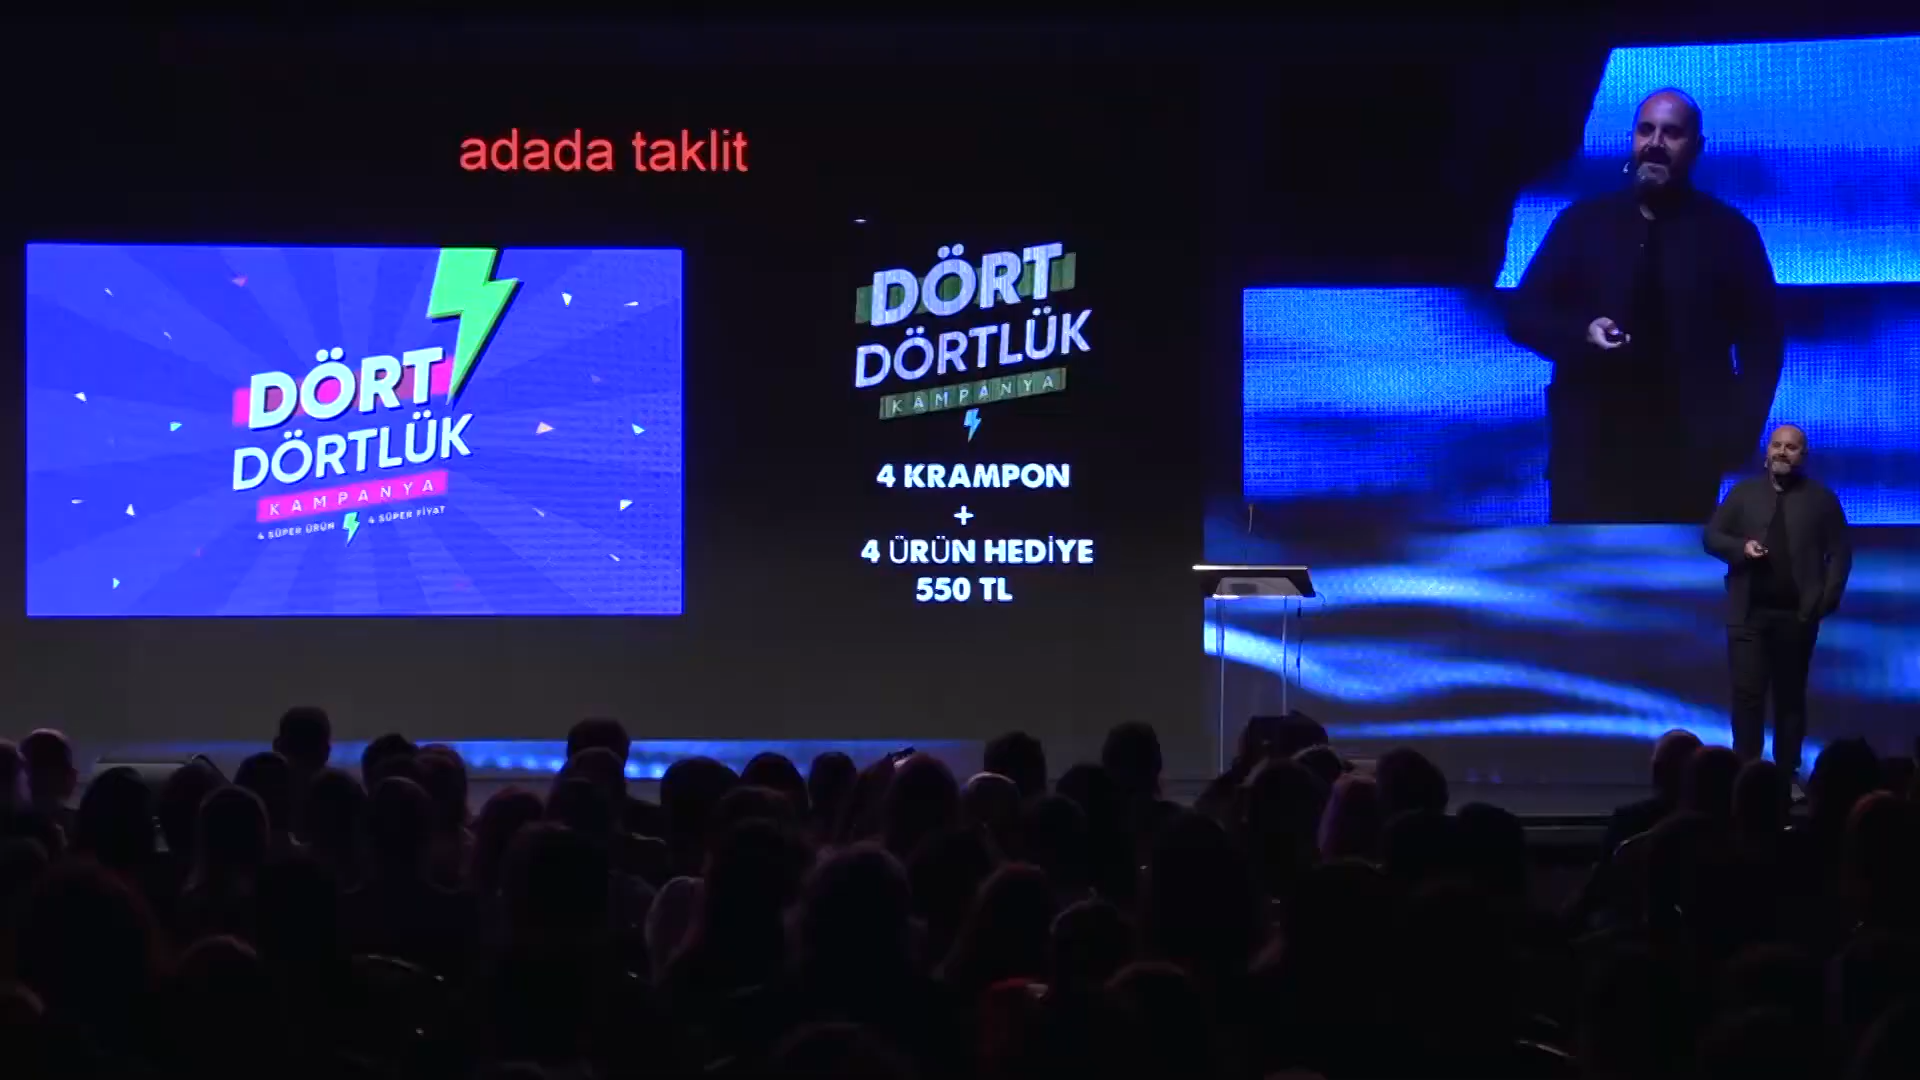 adada taklit
DÖRT
DÖRTLÜK
KAMPANYA
4 SÜPER ÜRÜN 4 SÜPER FİYAT
DÖRT
DÖRTLÜK
KAMPANYA
4 KRAMPON
+
4 ÜRÜN HEDİYE
550 TL